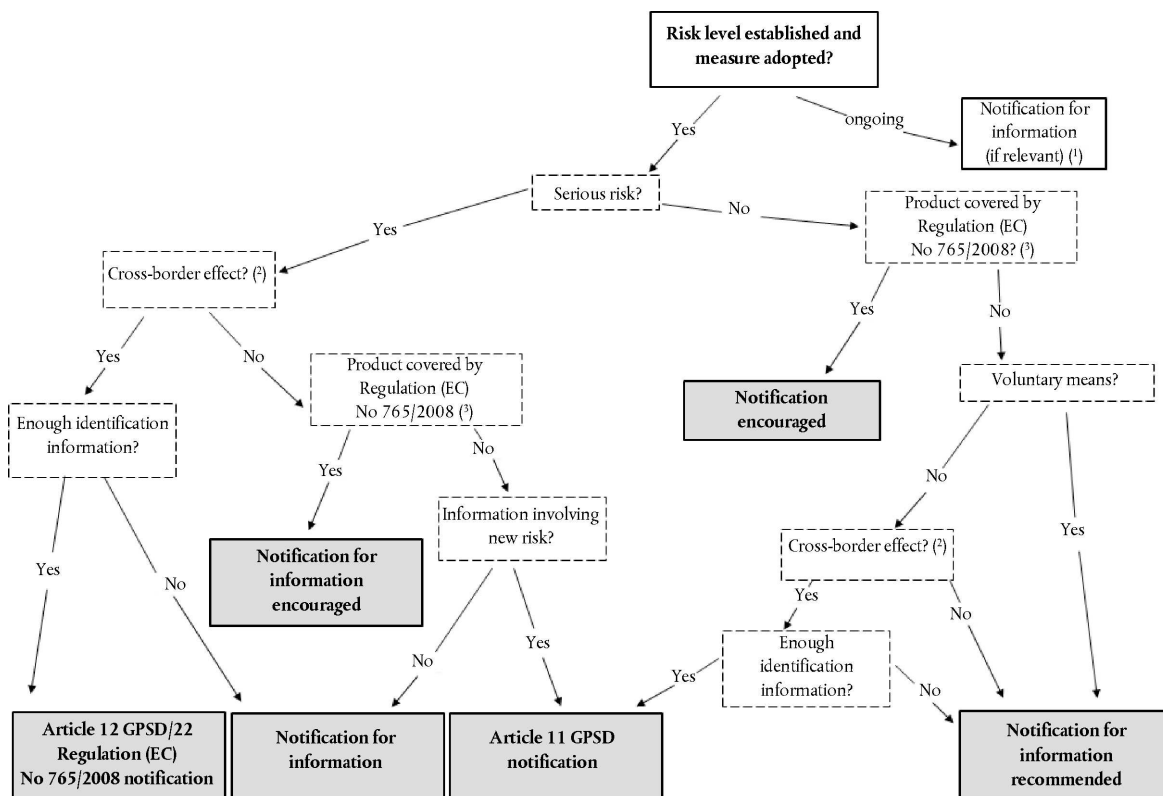 Risk level established and
measure adopted?
Yes
ongoing
Notification for
information
(if relevant) (¹)
Serious risk?
Yes
No
Product covered by
Regulation (EC)
No 765/2008? (³)
Cross-border effect? (²)
Yes
No
Yes
No
Product covered by
Regulation (EC)
No 765/2008 (³)
Notification
encouraged
Voluntary means?
Enough identification
information?
Yes
No
No
Yes
Information involving
new risk?
Cross-border effect? (²)
Notification for
information
encouraged
Yes
No
No
Yes
Yes
No
Enough
identification
information?
Yes
No
Article 12 GPSD/22
Regulation (EC)
No 765/2008 notification
Notification for
information
Article 11 GPSD
notification
Notification for
information
recommended